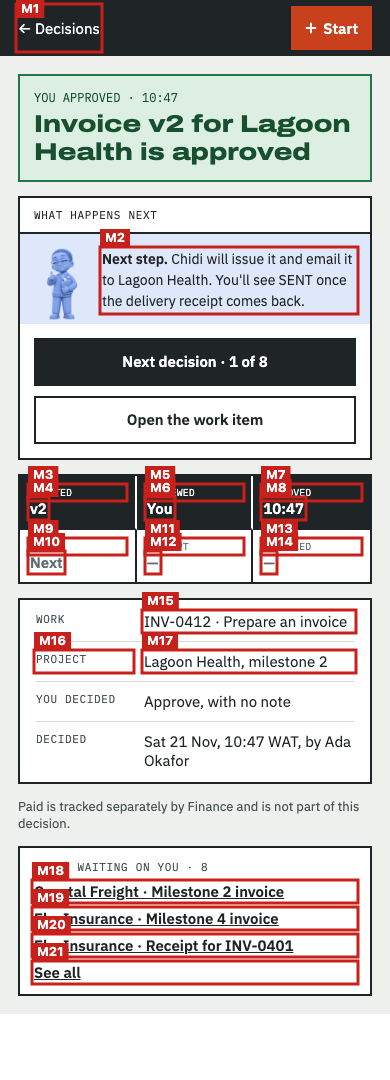 M1
← Decisions
+ Start
YOU APPROVED · 10:47
Invoice v2 for Lagoon
Health is approved
WHAT HAPPENS NEXT
M2
Next step. Chidi will issue it and email it
to Lagoon Health. You'll see SENT once
the delivery receipt comes back.
Next decision · 1 of 8
Open the work item
M3 M5 M7
M4 M6 M8
v2 You 10:47
M9 M11 M13
M10 M12 M14
Next — —
M15
WORK INV-0412 · Prepare an invoice
M16 M17
PROJECT Lagoon Health, milestone 2
YOU DECIDED Approve, with no note
DECIDED Sat 21 Nov, 10:47 WAT, by Ada
Okafor
Paid is tracked separately by Finance and is not part of this
decision.
M18 WAITING ON YOU · 8
M19 Freight · Milestone 2 invoice
M20 Insurance · Milestone 4 invoice
M21 Insurance · Receipt for INV-0401
See all